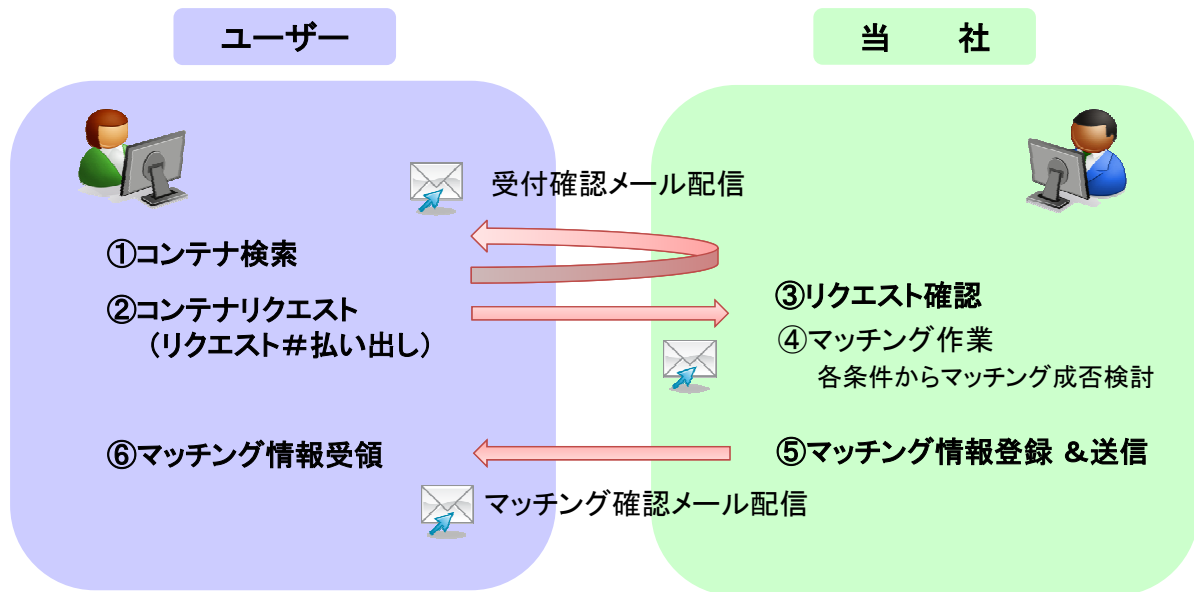 ユーザー
当　　社
受付確認メール配信
①コンテナ検索
②コンテナリクエスト
（リクエスト＃払い出し）
③リクエスト確認
④マッチング作業
各条件からマッチング成否検討
⑥マッチング情報受領
⑤マッチング情報登録 ＆送信
マッチング確認メール配信